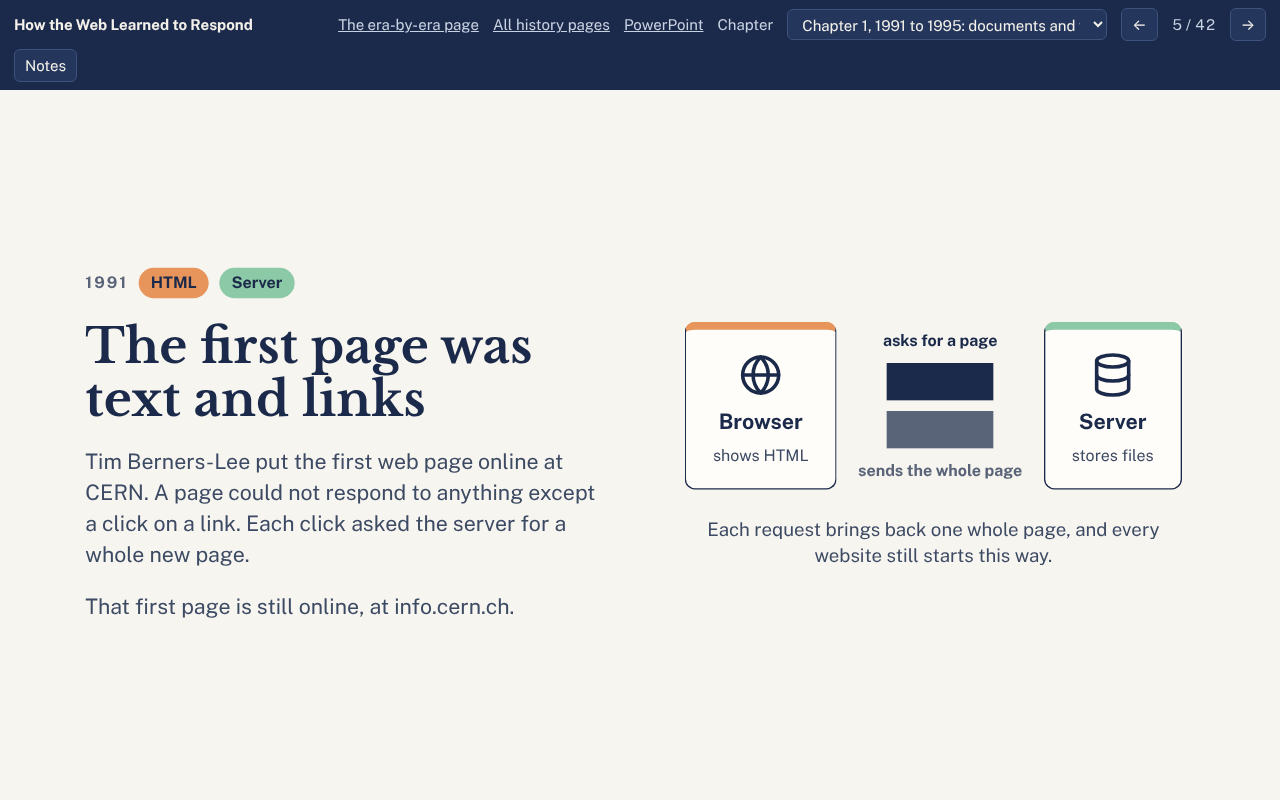 How the Web Learned to Respond
The era-by-era page
All history pages
PowerPoint
Chapter
Chapter 1, 1991 to 1995: documents and
←
5 / 42
→
Notes
1991
HTML
Server
The first page was
text and links
Tim Berners-Lee put the first web page online at
CERN. A page could not respond to anything except
a click on a link. Each click asked the server for a
whole new page.
That first page is still online, at info.cern.ch.
Browser
shows HTML
asks for a page
sends the whole page
Server
stores files
Each request brings back one whole page, and every
website still starts this way.